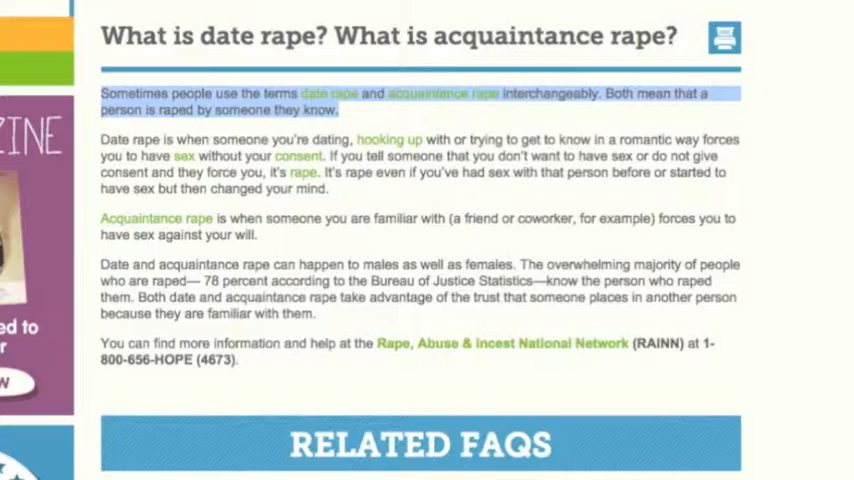 What is date rape? What is acquaintance rape?
Sometimes people use the terms date rape and acquaintance rape interchangeably. Both mean that a
person is raped by someone they know.
ZINE
Date rape is when someone you're dating, hooking up with or trying to get to know in a romantic way forces
you to have sex without your consent. If you tell someone that you don't want to have sex or do not give
consent and they force you, it's rape. It's rape even if you've had sex with that person before or started to
have sex but then changed your mind.
Acquaintance rape is when someone you are familiar with (a friend or coworker, for example) forces you to
have sex against your will.
Date and acquaintance rape can happen to males as well as females. The overwhelming majority of people
who are raped— 78 percent according to the Bureau of Justice Statistics—know the person who raped
them. Both date and acquaintance rape take advantage of the trust that someone places in another person
because they are familiar with them.
ed to
r
W
You can find more information and help at the Rape, Abuse & Incest National Network (RAINN) at 1-
800-656-HOPE (4673).
RELATED FAQS